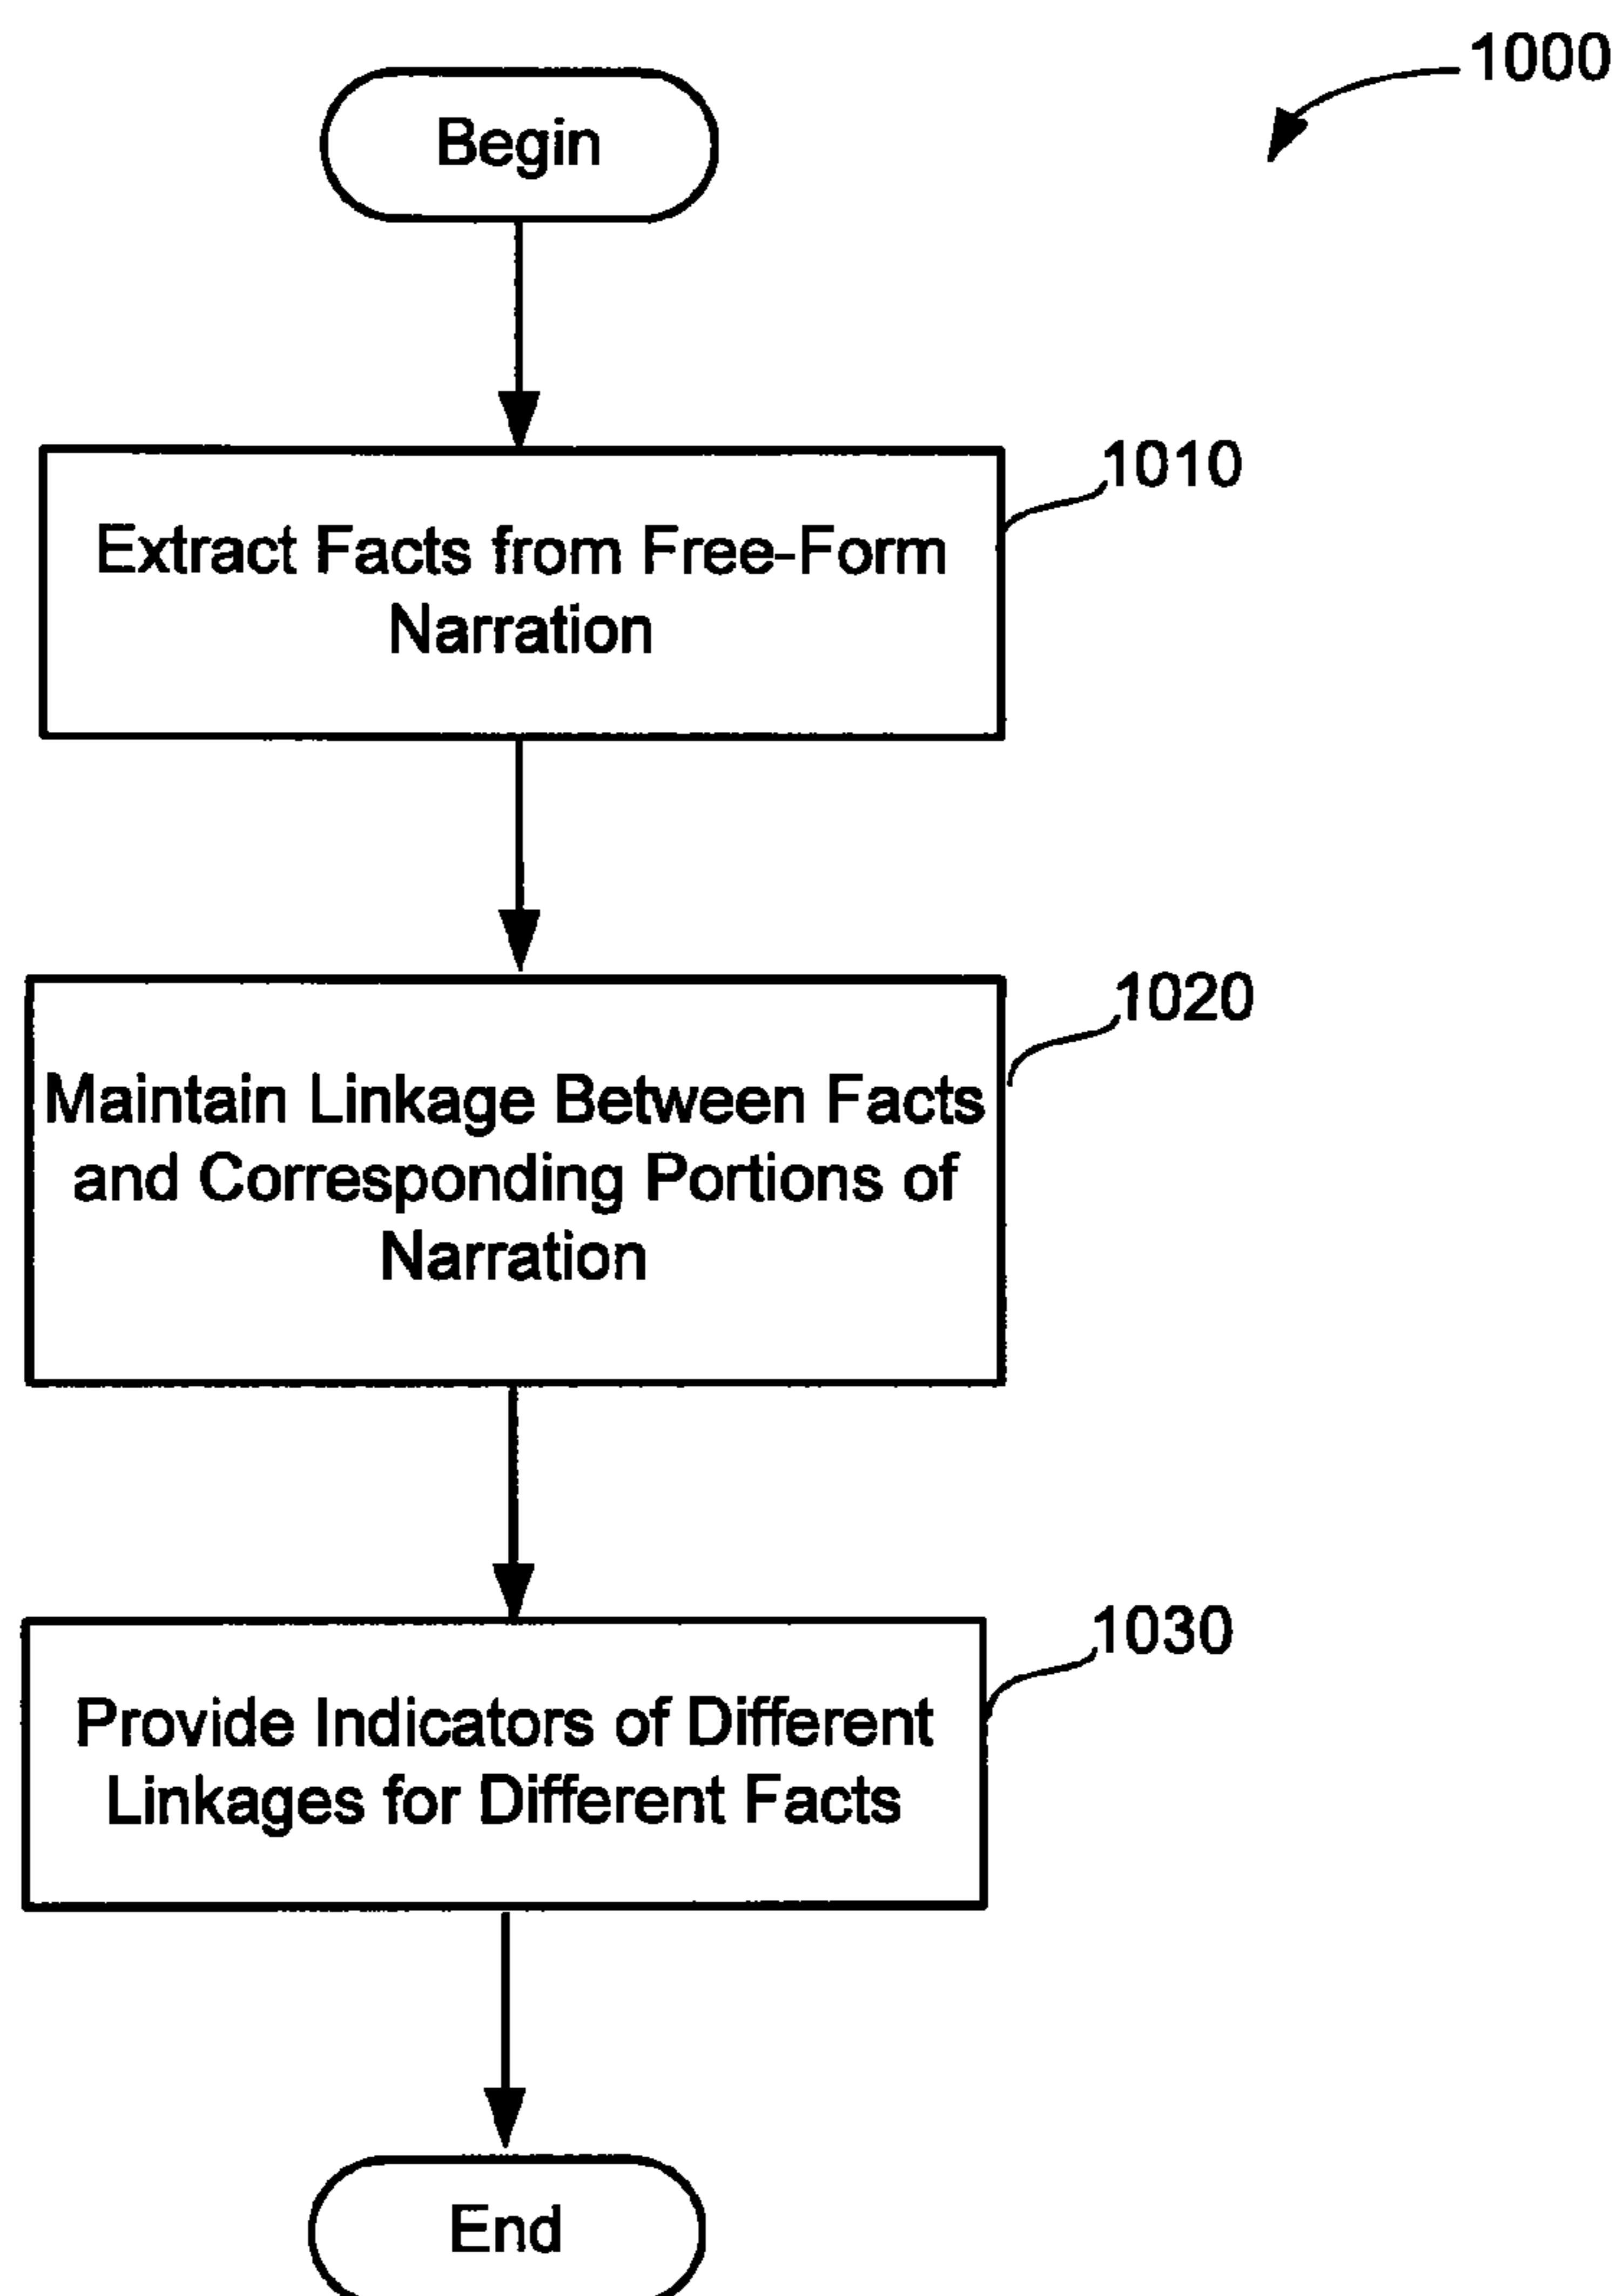 1000
Begin
1010
Extract Facts from Free-Form
Narration
1020
Maintain Linkage Between Facts
and Corresponding Portions of
Narration
1030
Provide Indicators of Different
Linkages for Different Facts
End